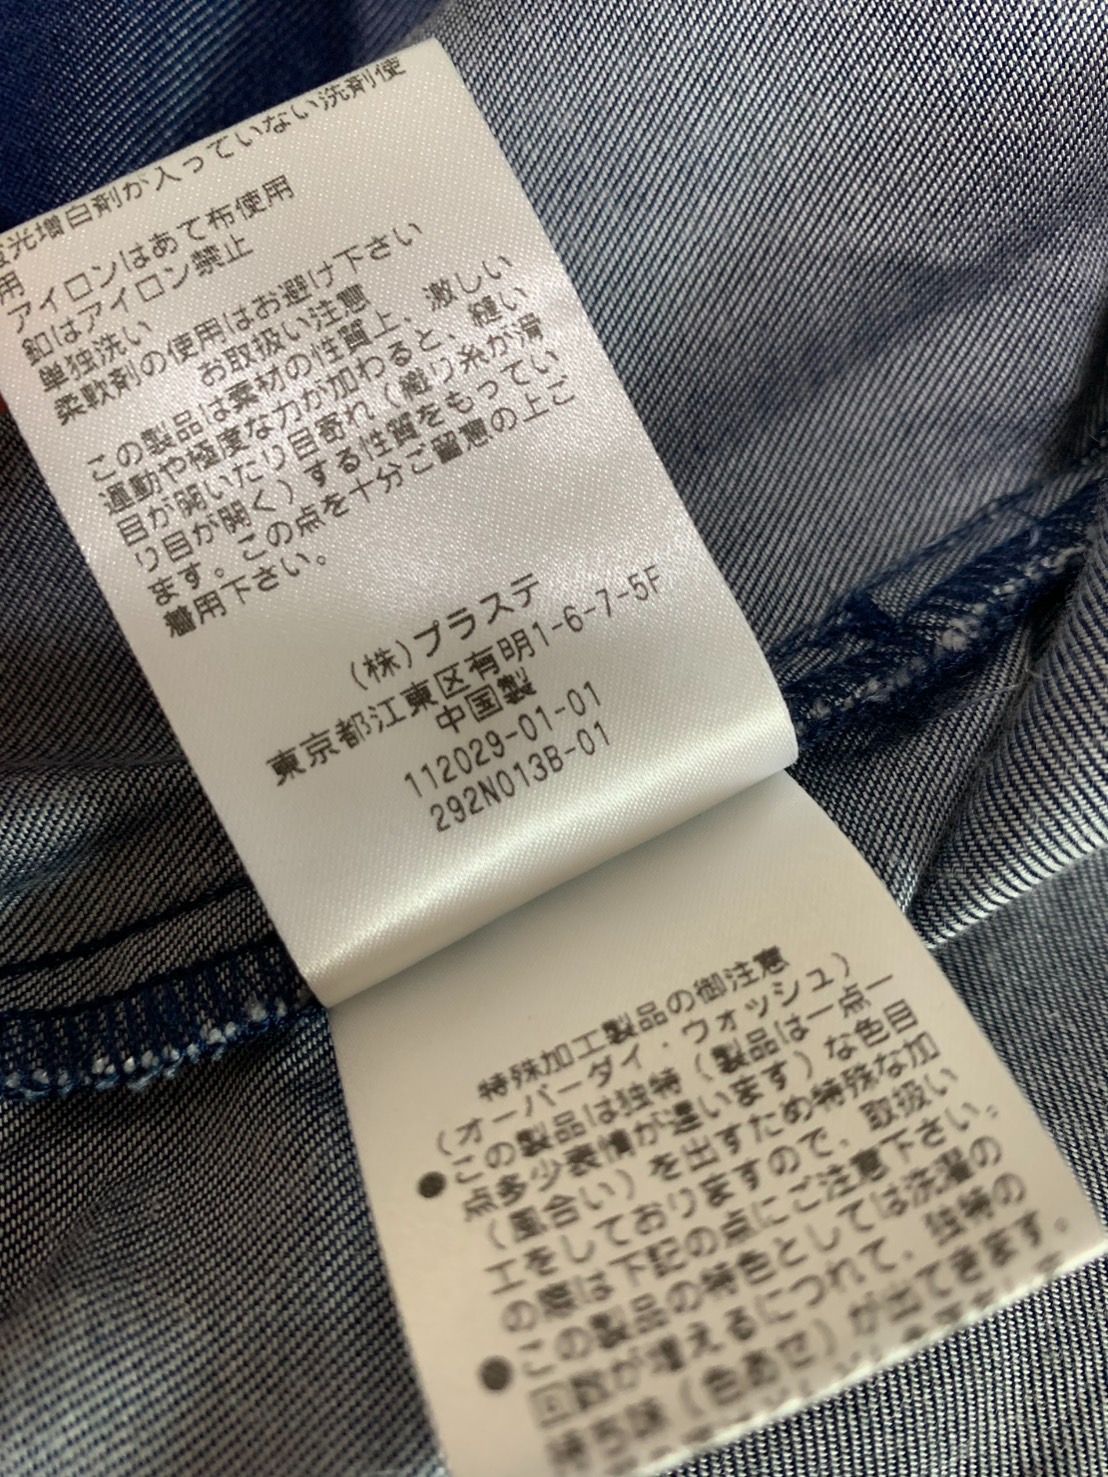 光増白剤が入っていない洗剤使
用
アイロンはあて布使用
釦はアイロン禁止
単独洗い
柔軟剤の使用はお避け下さい
お取扱い注意
この製品は素材の性質上、激しい
運動や極度な力が加わると、縫い
目が開いたり目寄れ(織り糸が滑
り目が開く)する性質をもってい
ます。この点を十分ご留意の上ご
着用下さい。
(株)プラステ
東京都江東区有明1-6-7-5F
中国製
112029-01-01
292N013B-01
特殊加工製品の御注意
(オーバーダイ・ウォッシュ)
●この製品は独特(製品は一点一
点多少表情が違います)な色目
(風合い)を出すため特殊な加
工をしておりますので、取扱い
の際は下記の点にご注意下さい。
●この製品の特色としては洗濯の
回数が増えるにつれて、独特の
味(色あせ)が出てきます。